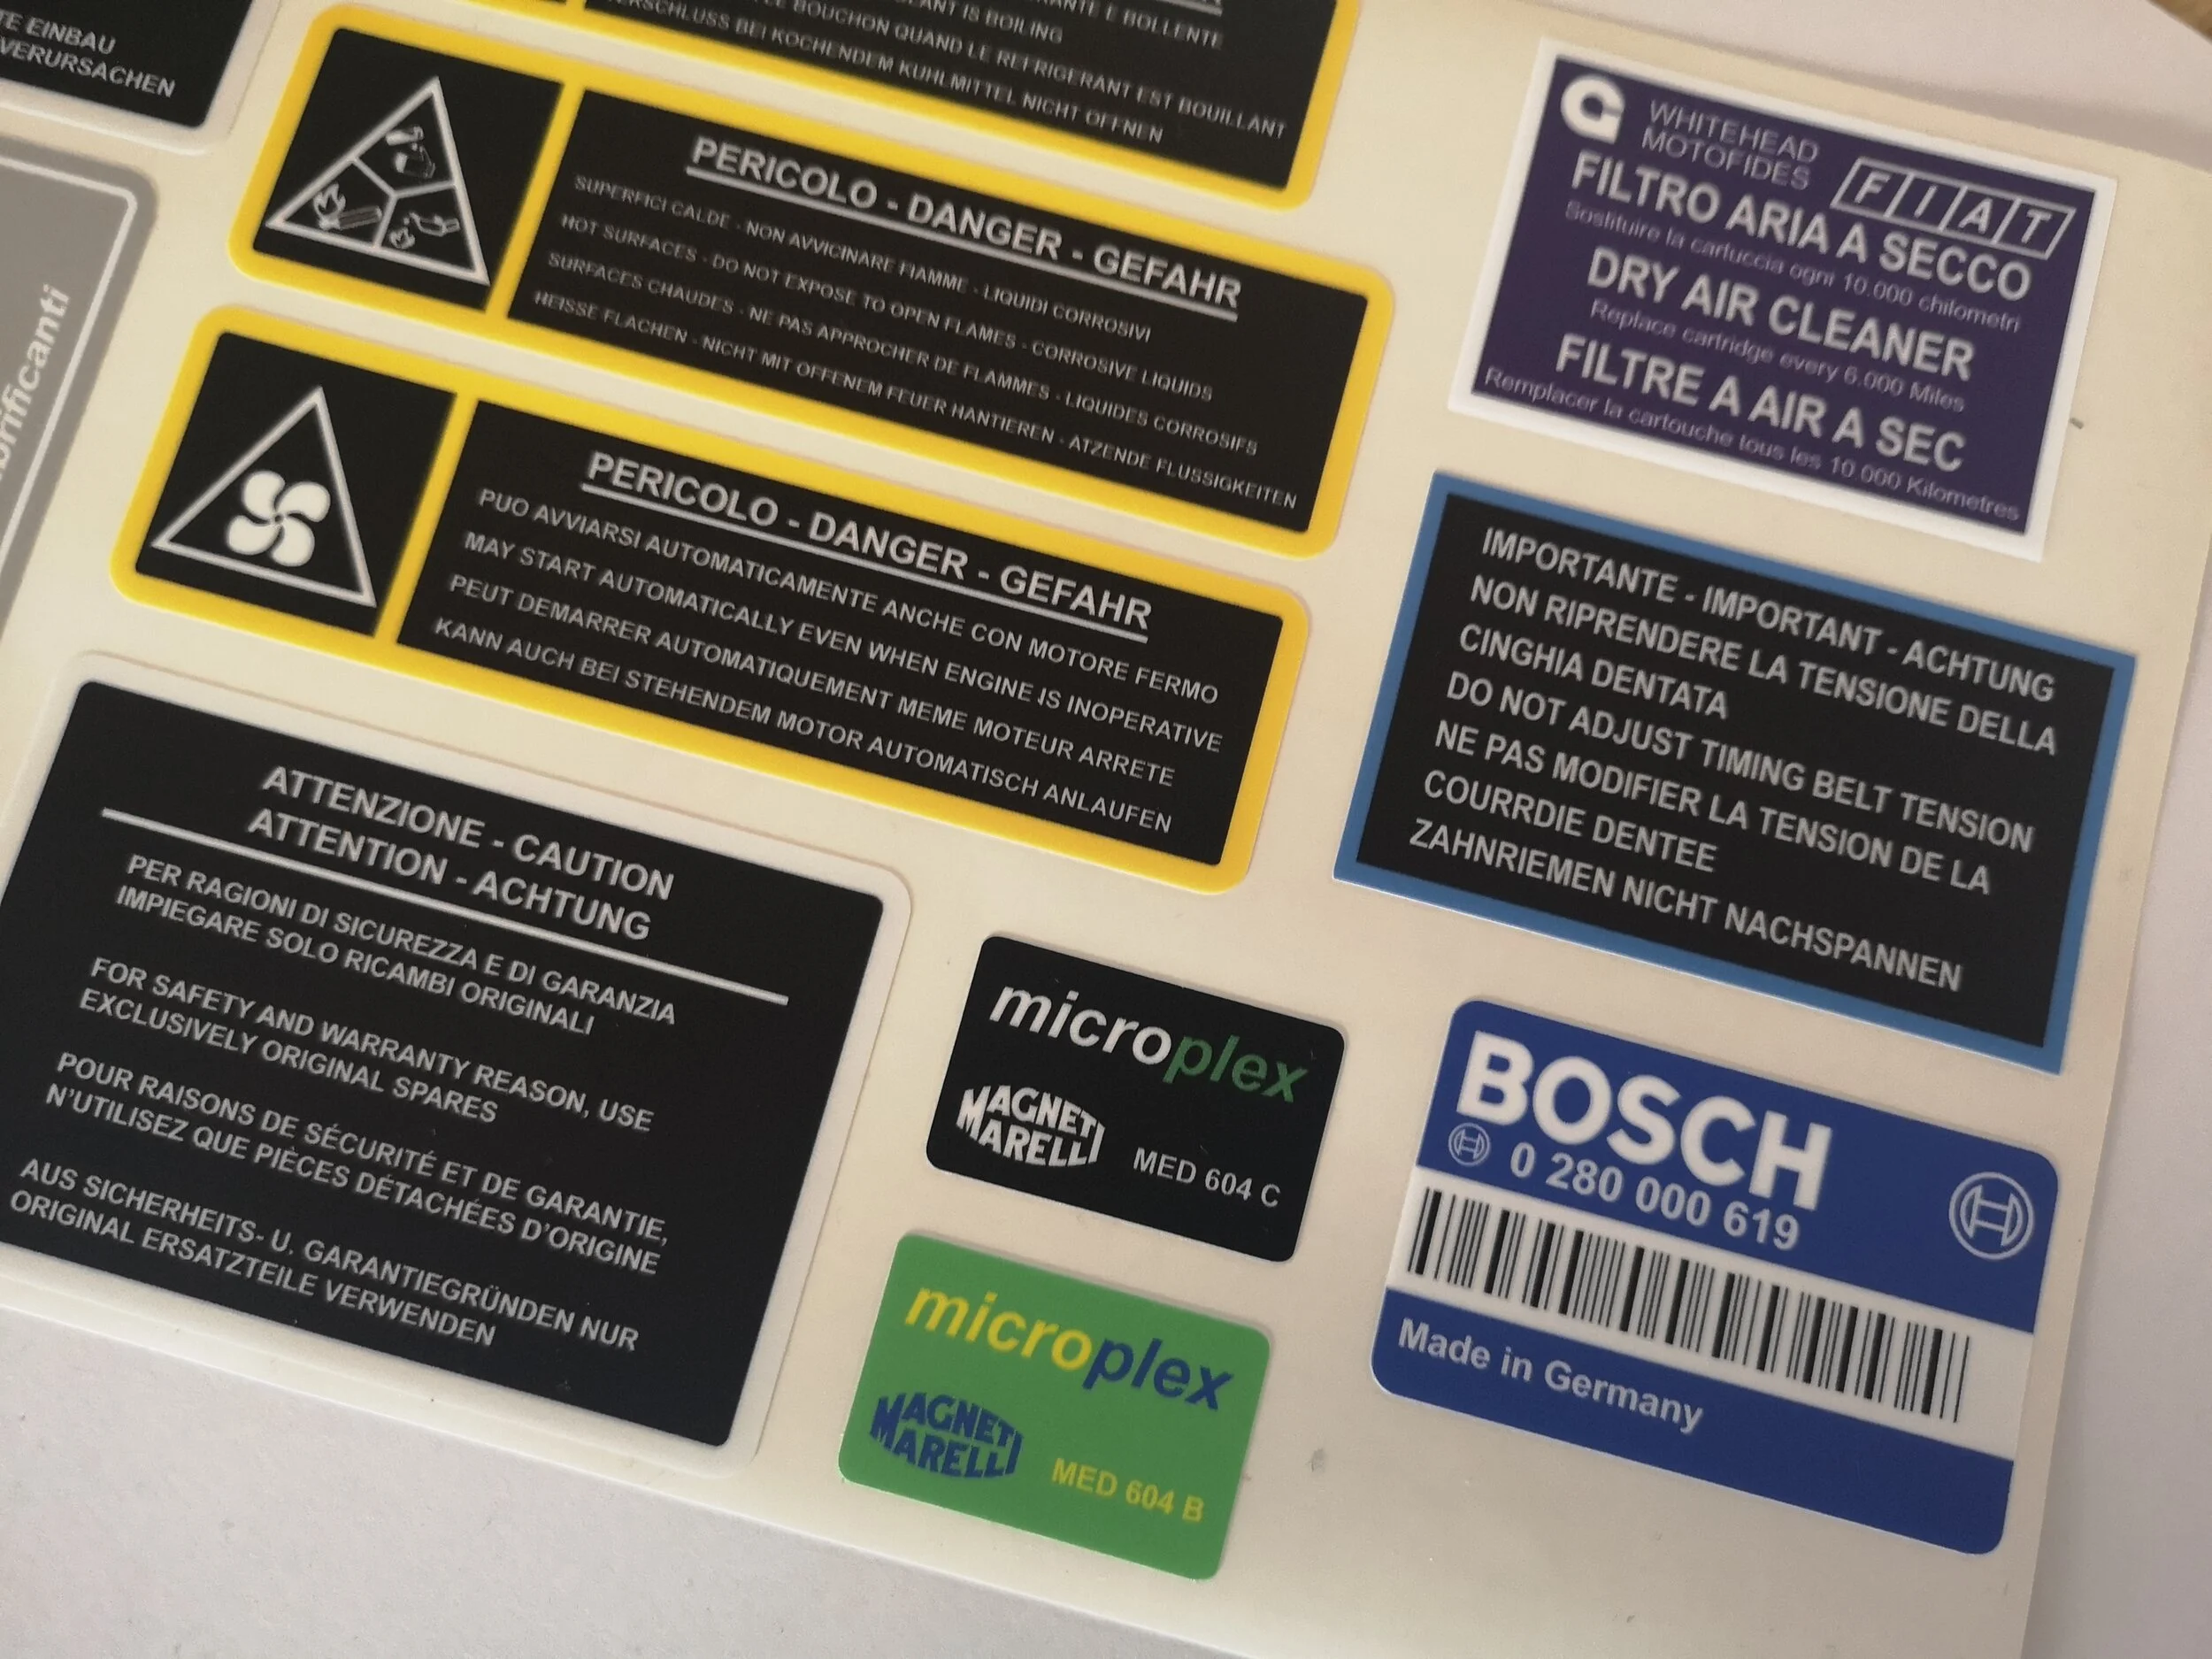 TE EINBAU
VERURSACHEN
brificanti
RANTE E BOLLENTE
ANT IS BOILING
LE BOUCHON QUAND LE REFRIGERANT EST BOUILLANT
ERSCHLUSS BEI KOCHENDEM KUHLMITTEL NICHT OFFNEN
PERICOLO - DANGER - GEFAHR
SUPERFICI CALDE - NON AVVICINARE FIAMME - LIQUIDI CORROSIVI
HOT SURFACES - DO NOT EXPOSE TO OPEN FLAMES - CORROSIVE LIQUIDS
SURFACES CHAUDES - NE PAS APPROCHER DE FLAMMES - LIQUIDES CORROSIFS
HEISSE FLACHEN - NICHT MIT OFFENEM FEUER HANTIEREN - ATZENDE FLUSSIGKEITEN
PERICOLO - DANGER - GEFAHR
PUO AVVIARSI AUTOMATICAMENTE ANCHE CON MOTORE FERMO
MAY START AUTOMATICALLY EVEN WHEN ENGINE IS INOPERATIVE
PEUT DEMARRER AUTOMATIQUEMENT MEME MOTEUR ARRETE
KANN AUCH BEI STEHENDEM MOTOR AUTOMATISCH ANLAUFEN
ATTENZIONE - CAUTION
ATTENTION - ACHTUNG
PER RAGIONI DI SICUREZZA E DI GARANZIA
IMPIEGARE SOLO RICAMBI ORIGINALI
FOR SAFETY AND WARRANTY REASON, USE
EXCLUSIVELY ORIGINAL SPARES
POUR RAISONS DE SÉCURITÉ ET DE GARANTIE,
N'UTILISEZ QUE PIÈCES DÉTACHÉES D'ORIGINE
AUS SICHERHEITS- U. GARANTIEGRÜNDEN NUR
ORIGINAL ERSATZTEILE VERWENDEN
WHITEHEAD
MOTOFIDES
FIAT
FILTRO ARIA A SECCO
Sostituire la cartuccia ogni 10.000 chilometri
DRY AIR CLEANER
Replace cartridge every 6.000 Miles
FILTRE A AIR A SEC
Remplacer la cartouche tous les 10.000 Kilometres
IMPORTANTE - IMPORTANT - ACHTUNG
NON RIPRENDERE LA TENSIONE DELLA
CINGHIA DENTATA
DO NOT ADJUST TIMING BELT TENSION
NE PAS MODIFIER LA TENSION DE LA
COURRDIE DENTEE
ZAHNRIEMEN NICHT NACHSPANNEN
microplex
MAGNETI
MARELLI
MED 604 C
microplex
MAGNETI
MARELLI
MED 604 B
BOSCH
0 280 000 619
Made in Germany